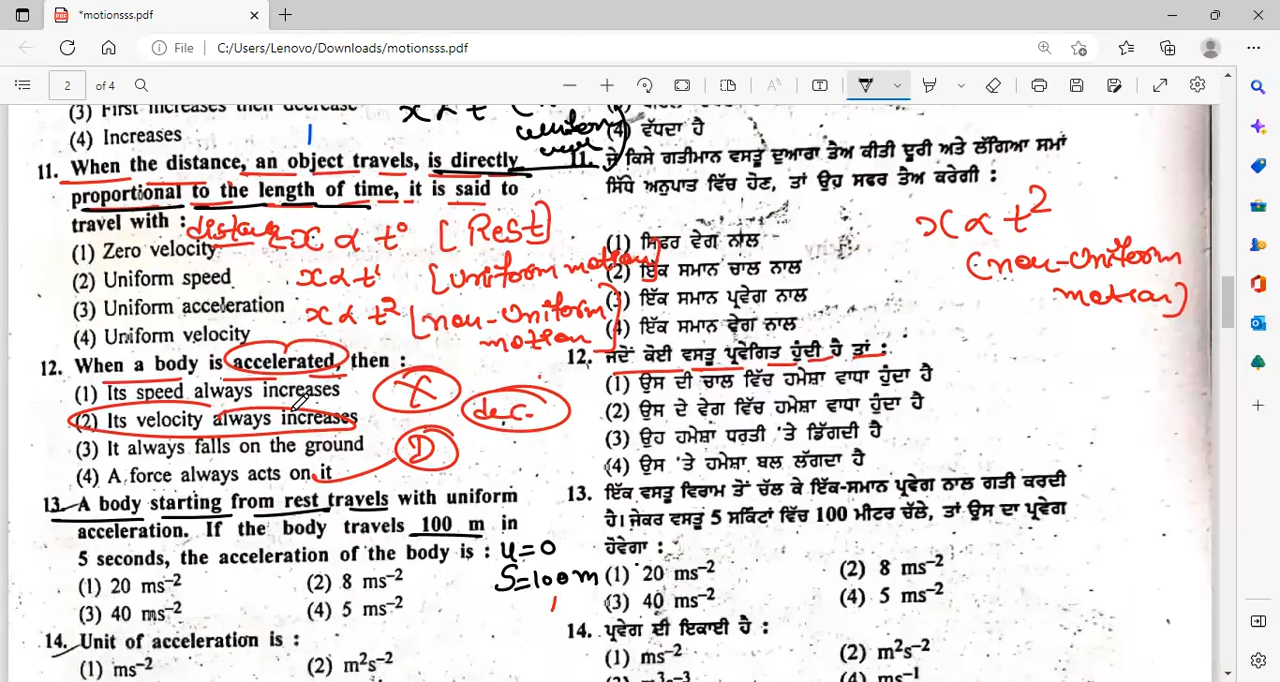 *motionsss.pdf
File
C:/Users/Lenovo/Downloads/motionsss.pdf
2 of 4
(3) First increases then decrease
(4) Increases
x α t
uniform
11. When the distance, an object travels, is directly
proportional to the length of time, it is said to
travel with :
distance x α t° [Rest]
(1) Zero velocity
(2) Uniform speed
x α t' [uniform motion]
(3) Uniform acceleration
x α t² [non-uniform
motion]
(4) Uniform velocity
12. When a body is accelerated, then :
(1) Its speed always increases
(2) Its velocity always increases
(3) It always falls on the ground
(4) A force always acts on it
X
dec.
D
13. A body starting from rest travels with uniform
acceleration. If the body travels 100 m in
5 seconds, the acceleration of the body is :
u=0
S=100m
(1) 20 ms⁻²
(2) 8 ms⁻²
(3) 40 ms⁻²
(4) 5 ms⁻²
14. Unit of acceleration is :
(1) ms⁻²
(2) m²s⁻²
(4) ਵੱਧਦਾ ਹੈ
11. ਜੇ ਕਿਸੇ ਗਤੀਮਾਨ ਵਸਤੂ ਦੁਆਰਾ ਤੈਅ ਕੀਤੀ ਦੂਰੀ ਅਤੇ ਲੱਗਿਆ ਸਮਾਂ
ਸਿੱਧੇ ਅਨੁਪਾਤ ਵਿੱਚ ਹੋਣ, ਤਾਂ ਉਹ ਸਫਰ ਤੈਅ ਕਰੇਗੀ :
x α t²
(non-uniform
motion)
(1) ਸਿਫਰ ਵੇਗ ਨਾਲ
(2) ਇੱਕ ਸਮਾਨ ਚਾਲ ਨਾਲ
(3) ਇੱਕ ਸਮਾਨ ਪ੍ਰਵੇਗ ਨਾਲ
(4) ਇੱਕ ਸਮਾਨ ਵੇਗ ਨਾਲ
12. ਜਦੋਂ ਕੋਈ ਵਸਤੂ ਪ੍ਰਵੇਗਿਤ ਹੁੰਦੀ ਹੈ ਤਾਂ :
(1) ਉਸ ਦੀ ਚਾਲ ਵਿੱਚ ਹਮੇਸ਼ਾ ਵਾਧਾ ਹੁੰਦਾ ਹੈ
(2) ਉਸ ਦੇ ਵੇਗ ਵਿੱਚ ਹਮੇਸ਼ਾ ਵਾਧਾ ਹੁੰਦਾ ਹੈ
(3) ਉਹ ਹਮੇਸ਼ਾ ਧਰਤੀ 'ਤੇ ਡਿੱਗਦੀ ਹੈ
(4) ਉਸ 'ਤੇ ਹਮੇਸ਼ਾ ਬਲ ਲੱਗਦਾ ਹੈ
13. ਇੱਕ ਵਸਤੂ ਵਿਰਾਮ ਤੋਂ ਚੱਲ ਕੇ ਇੱਕ-ਸਮਾਨ ਪ੍ਰਵੇਗ ਨਾਲ ਗਤੀ ਕਰਦੀ
ਹੈ। ਜੇਕਰ ਵਸਤੂ 5 ਸਕਿੰਟਾਂ ਵਿੱਚ 100 ਮੀਟਰ ਚੱਲੇ, ਤਾਂ ਉਸ ਦਾ ਪ੍ਰਵੇਗ
ਹੋਵੇਗਾ :
(1) 20 ms⁻²
(2) 8 ms⁻²
(3) 40 ms⁻²
(4) 5 ms⁻²
14. ਪ੍ਰਵੇਗ ਦੀ ਇਕਾਈ ਹੈ :
(1) ms⁻²
(2) m²s⁻²
(4) ms⁻¹